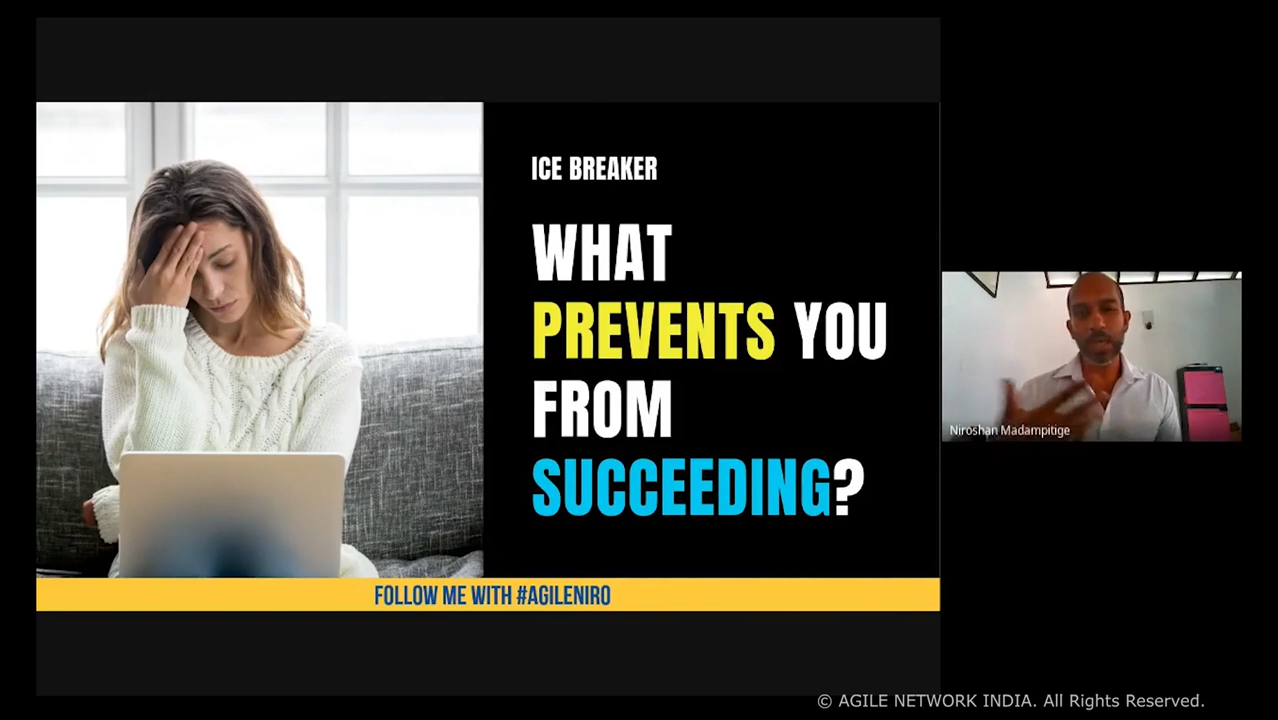 ICE BREAKER
WHAT
PREVENTS YOU
FROM
SUCCEEDING?
FOLLOW ME WITH #AGILENIRO
Niroshan Madampitige
© AGILE NETWORK INDIA. All Rights Reserved.